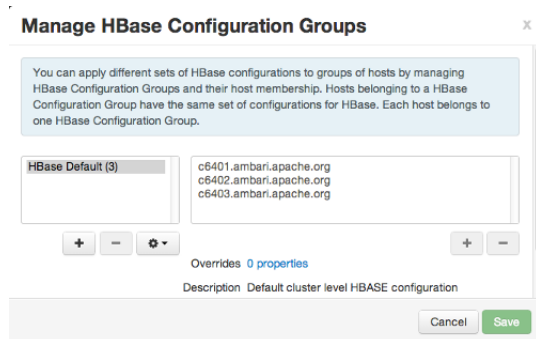 Manage HBase Configuration Groups
x
You can apply different sets of HBase configurations to groups of hosts by managing
HBase Configuration Groups and their host membership. Hosts belonging to a HBase
Configuration Group have the same set of configurations for HBase. Each host belongs to
one HBase Configuration Group.
HBase Default (3)
c6401.ambari.apache.org
c6402.ambari.apache.org
c6403.ambari.apache.org
+ −
+ −
Overrides 0 properties
Description Default cluster level HBASE configuration
Cancel Save